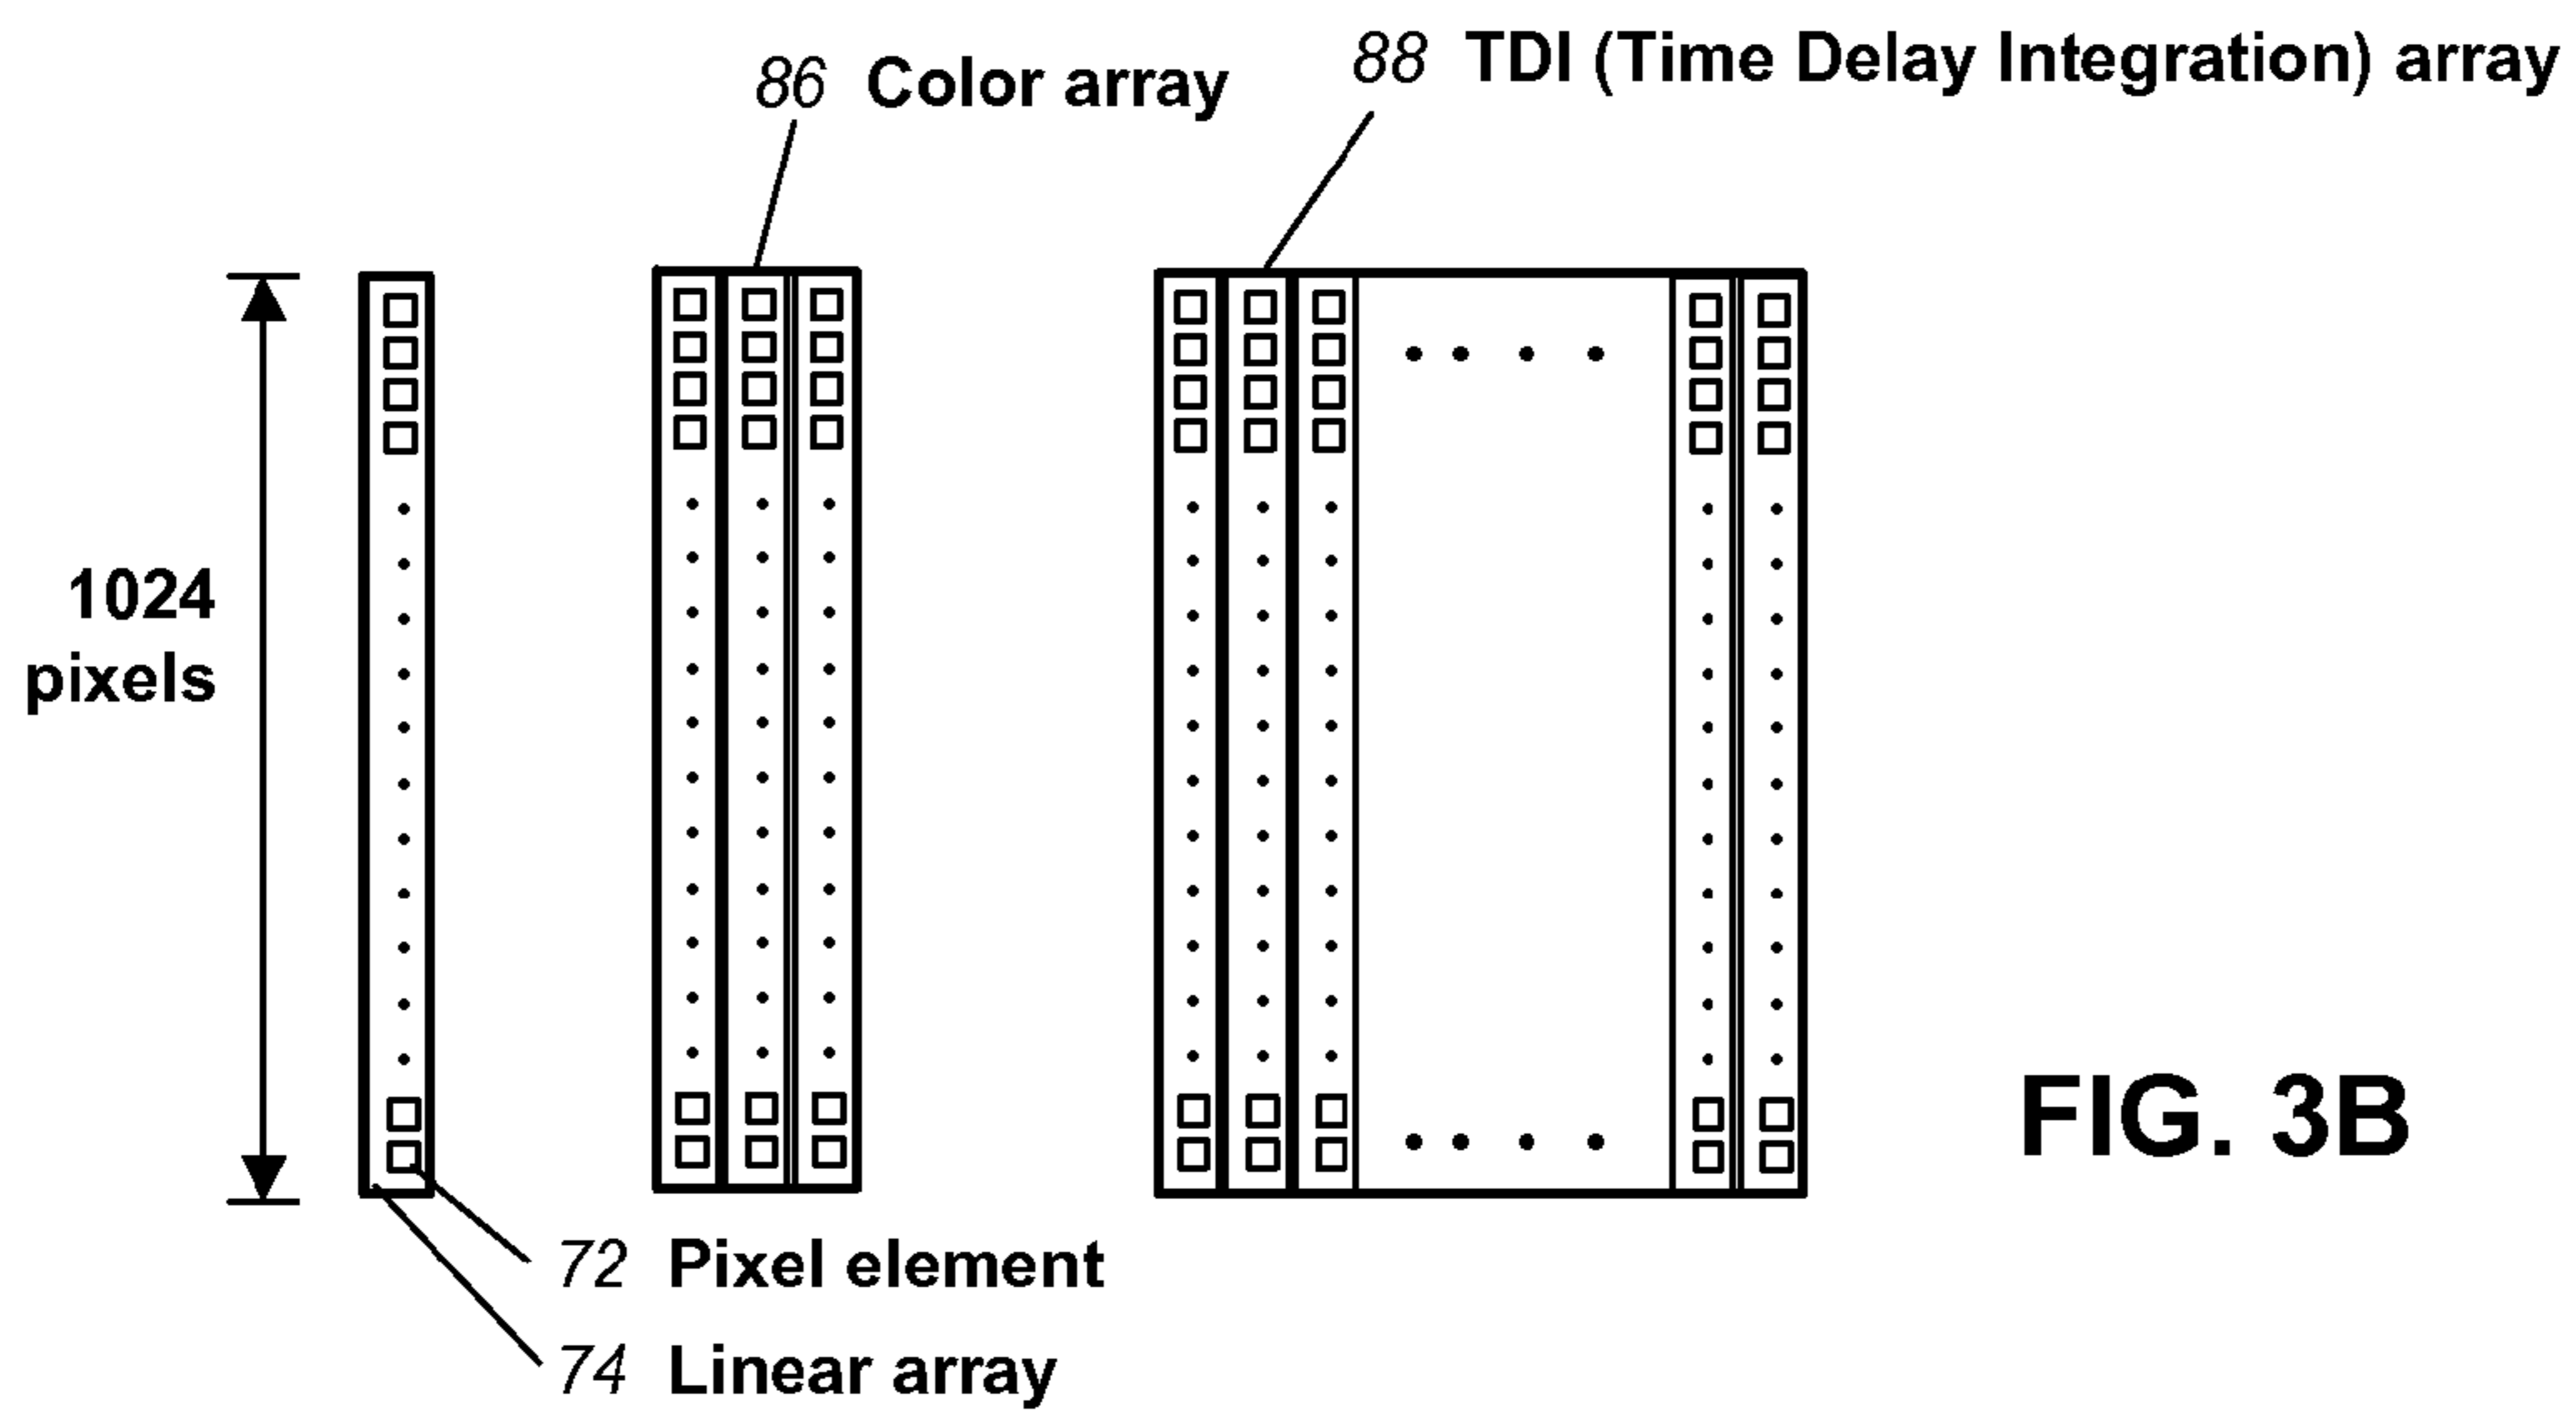 86 Color array
88 TDI (Time Delay Integration) array
1024
pixels
72 Pixel element
74 Linear array
FIG. 3B